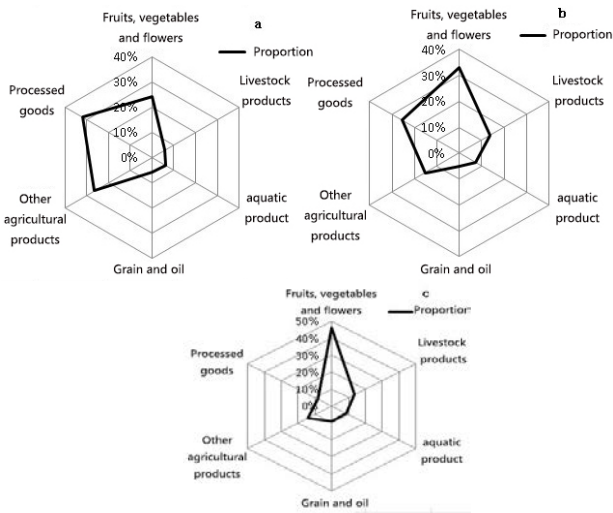 Fruits, vegetables
and flowers
a
40%
Proportion
30%
20%
10%
0%
Processed
goods
Livestock
products
Other
agricultural
products
aquatic
product
Grain and oil
Fruits, vegetables
and flowers
b
40%
Proportion
30%
20%
10%
0%
Processed
goods
Livestock
products
Other
agricultural
products
aquatic
product
Grain and oil
Fruits, vegetables
and flowers
c
50%
Proportion
40%
30%
20%
10%
0%
Processed
goods
Livestock
products
Other
agricultural
products
aquatic
product
Grain and oil